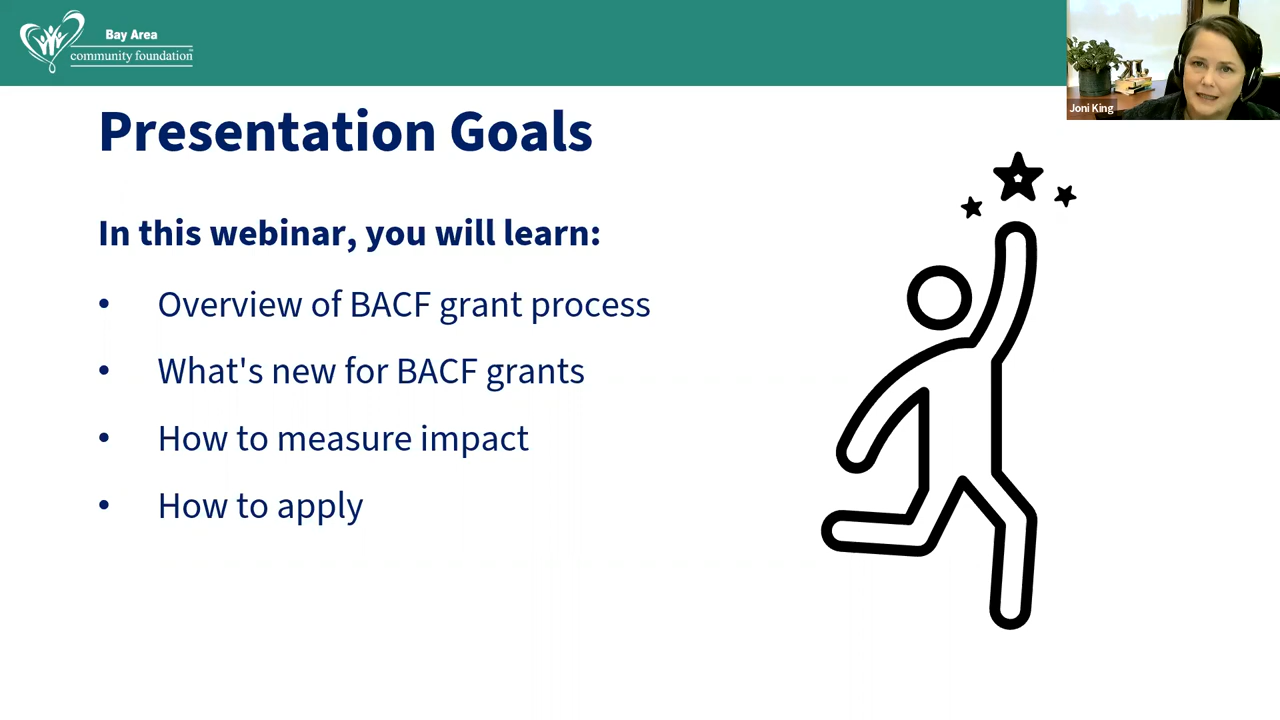 Bay Area
community foundation
Joni King
Presentation Goals
In this webinar, you will learn:
• Overview of BACF grant process
• What's new for BACF grants
• How to measure impact
• How to apply